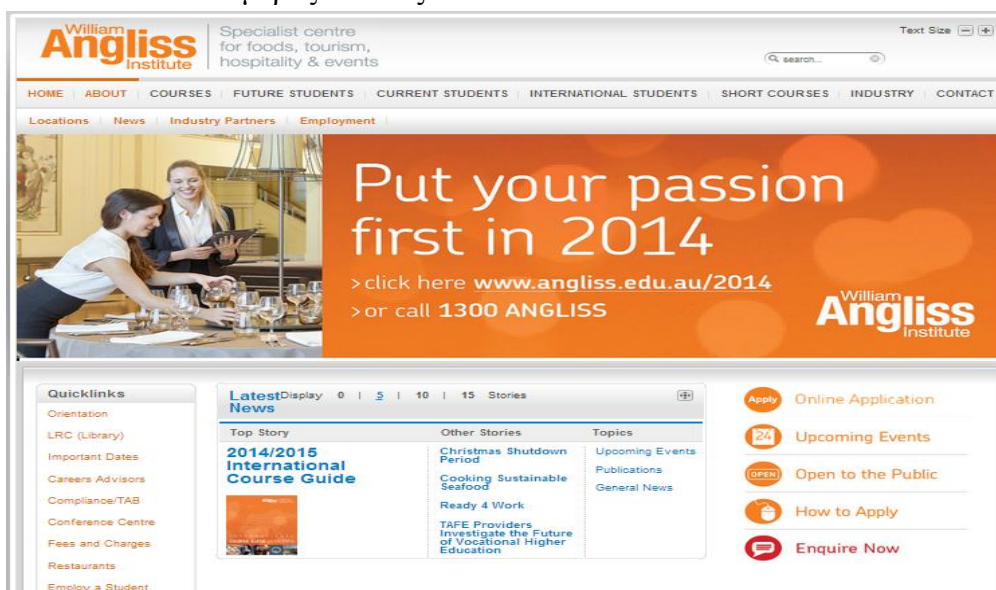 William
Angliss
Institute
Specialist centre
for foods, tourism,
hospitality & events
Text Size
search...
HOME ABOUT COURSES FUTURE STUDENTS CURRENT STUDENTS INTERNATIONAL STUDENTS SHORT COURSES INDUSTRY CONTACT
Locations News Industry Partners Employment
Put your passion
first in 2014
>click here www.angliss.edu.au/2014
>or call 1300 ANGLISS
William
Angliss
Institute
Quicklinks
Orientation
LRC (Library)
Important Dates
Careers Advisors
Compliance/TAB
Conference Centre
Fees and Charges
Restaurants
Employ a Student
Latest News Display 0 | 5 | 10 | 15 Stories
Top Story
2014/2015
International
Course Guide
Other Stories
Christmas Shutdown
Period
Cooking Sustainable
Seafood
Ready 4 Work
TAFE Providers
Investigate the Future
of Vocational Higher
Education
Topics
Upcoming Events
Publications
General News
Apply Online Application
24 Upcoming Events
OPEN Open to the Public
How to Apply
Enquire Now